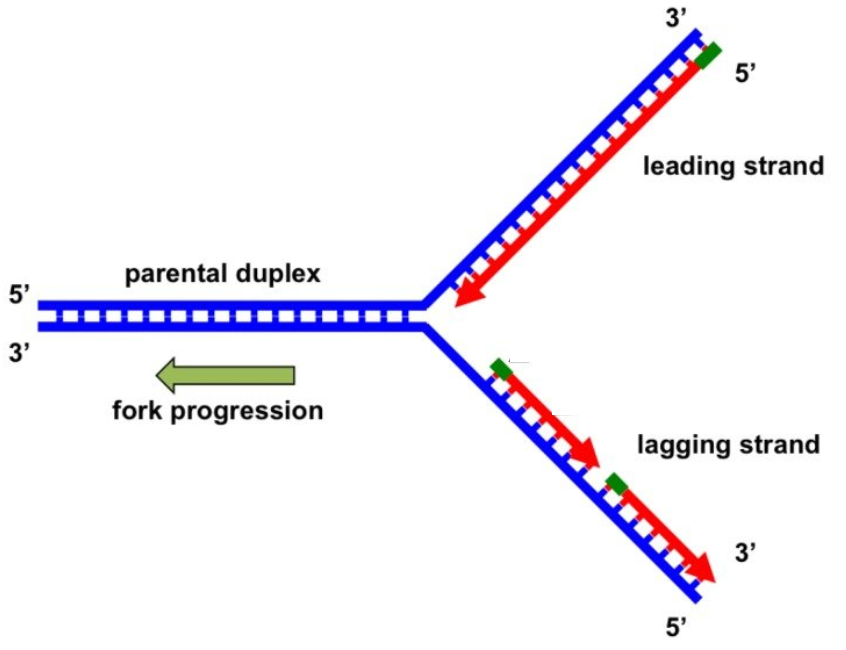 3’
5’
leading strand
parental duplex
5’
3’
fork progression
lagging strand
3’
5’